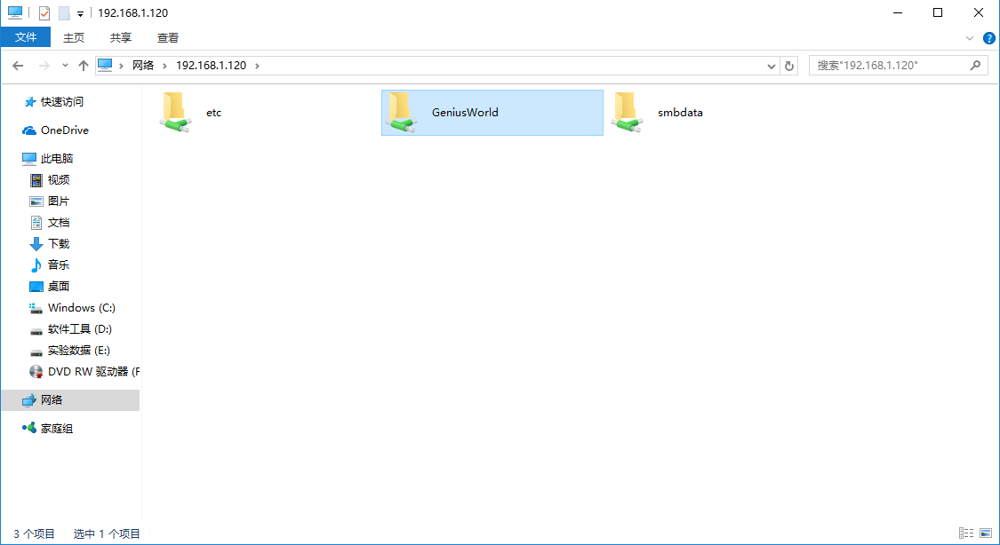 192.168.1.120
文件 主页 共享 查看
网络 192.168.1.120 搜索"192.168.1.120"
快速访问
OneDrive
此电脑
视频
图片
文档
下载
音乐
桌面
Windows (C:)
软件工具 (D:)
实验数据 (E:)
DVD RW 驱动器 (F
网络
家庭组
etc GeniusWorld smbdata
3 个项目 选中 1 个项目